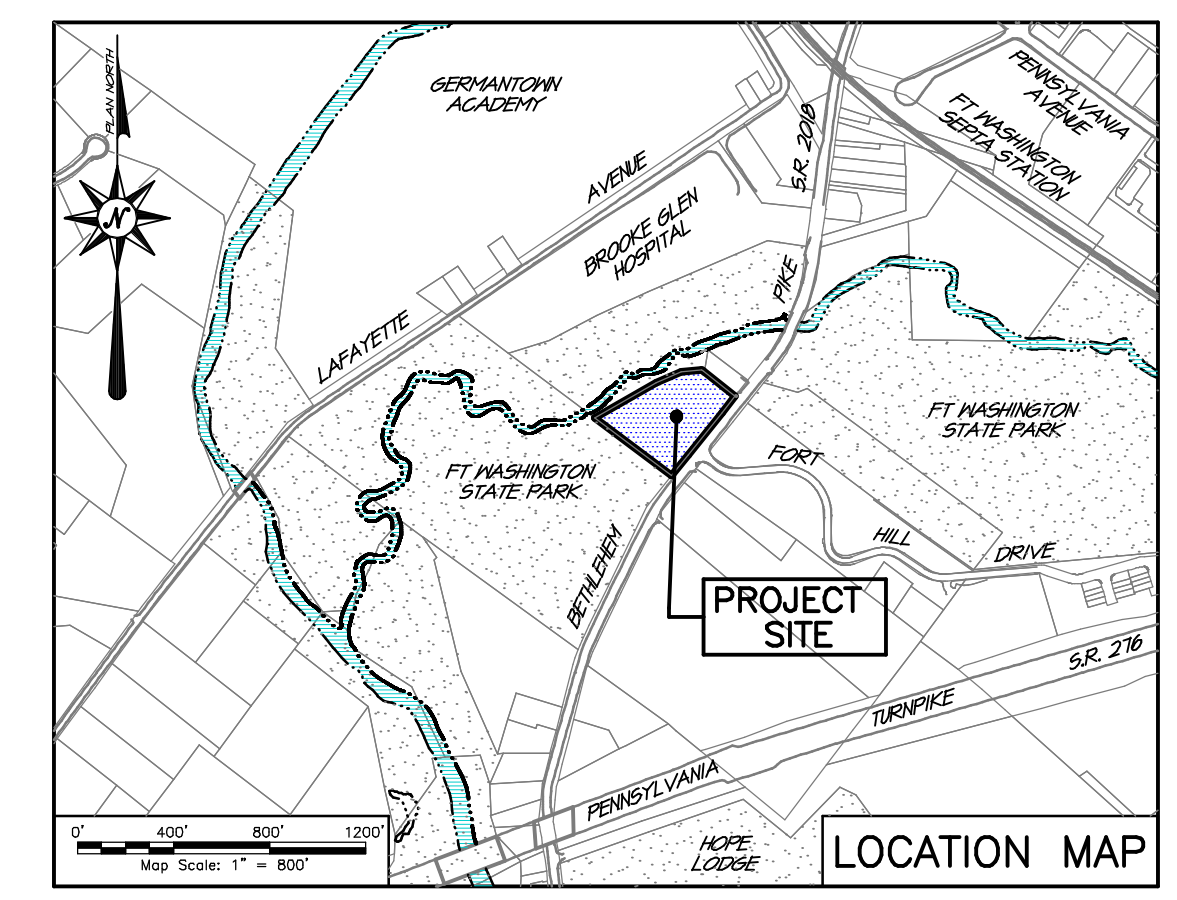 PLAN NORTH
N
GERMANTOWN
ACADEMY
PENNSYLVANIA
AVENUE
FT WASHINGTON
SEPTA STATION
S.R. 2018
LAFAYETTE AVENUE
BROOKE GLEN
HOSPITAL
BETHLEHEM PIKE
FT WASHINGTON
STATE PARK
FT WASHINGTON
STATE PARK
FORT HILL DRIVE
PROJECT
SITE
PENNSYLVANIA TURNPIKE S.R. 276
HOPE
LODGE
0' 400' 800' 1200'
Map Scale: 1" = 800'
LOCATION MAP